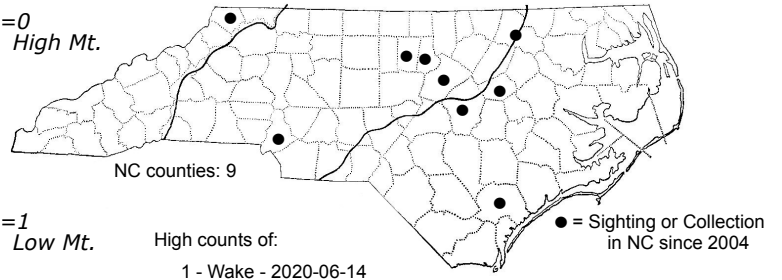 =0
High Mt.
NC counties: 9
=1
Low Mt.
High counts of:
1 - Wake - 2020-06-14
● = Sighting or Collection
in NC since 2004